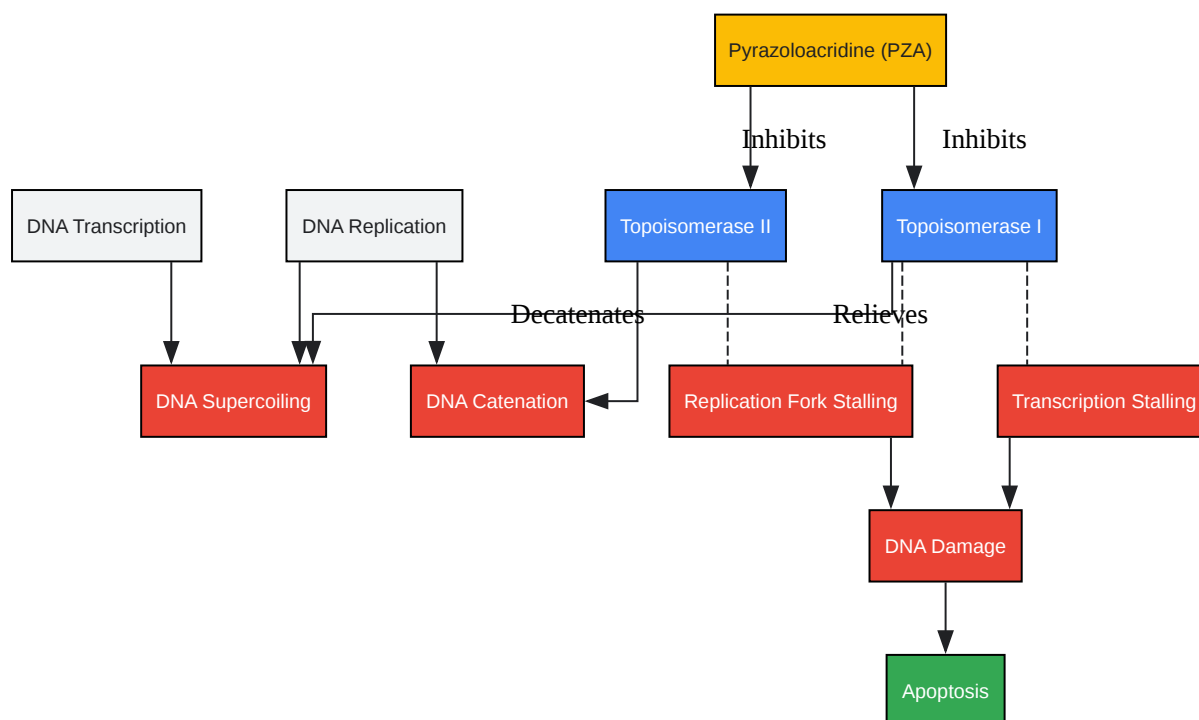 Pyrazoloacridine (PZA)
Inhibits
Inhibits
DNA Transcription
DNA Replication
Topoisomerase II
Topoisomerase I
Decatenates
Relieves
DNA Supercoiling
DNA Catenation
Replication Fork Stalling
Transcription Stalling
DNA Damage
Apoptosis